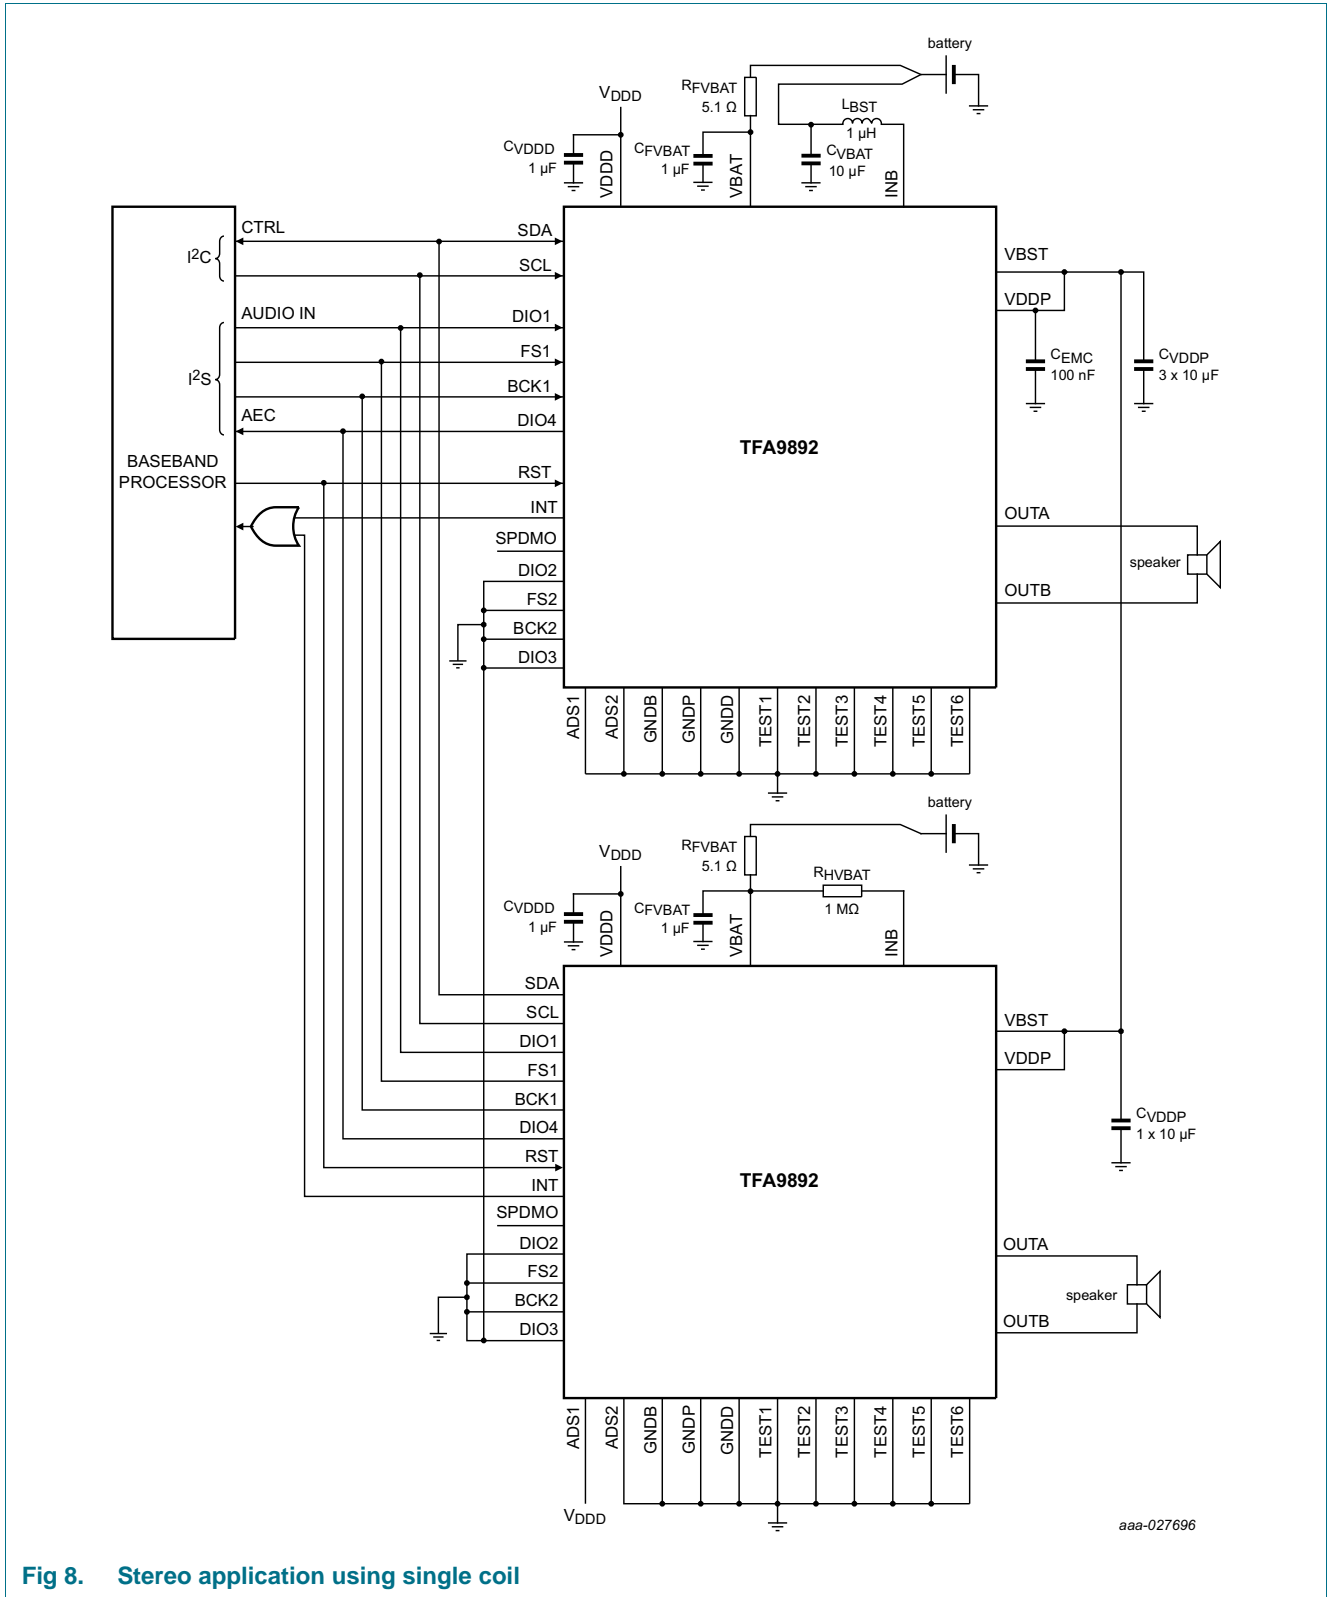 battery
RFVBAT
5.1 Ω
VDDD
LBST
1 µH
CVDDD
1 µF
CFVBAT
1 µF
CVBAT
10 µF
VDDD
VBAT
INB
CTRL
SDA
I2C
SCL
VBST
VDDP
AUDIO IN
DIO1
FS1
I2S
BCK1
AEC
DIO4
CEMC
100 nF
CVDDP
3 x 10 µF
BASEBAND
PROCESSOR
TFA9892
RST
INT
SPDMO
DIO2
FS2
BCK2
DIO3
OUTA
speaker
OUTB
ADS1
ADS2
GNDB
GNDP
GNDD
TEST1
TEST2
TEST3
TEST4
TEST5
TEST6
battery
RFVBAT
5.1 Ω
VDDD
RHVBAT
1 MΩ
CVDDD
1 µF
CFVBAT
1 µF
VDDD
VBAT
INB
SDA
SCL
DIO1
FS1
BCK1
DIO4
RST
INT
SPDMO
DIO2
FS2
BCK2
DIO3
VBST
VDDP
CVDDP
1 x 10 µF
TFA9892
OUTA
speaker
OUTB
ADS1
ADS2
GNDB
GNDP
GNDD
TEST1
TEST2
TEST3
TEST4
TEST5
TEST6
VDDD
aaa-027696
Fig 8. Stereo application using single coil